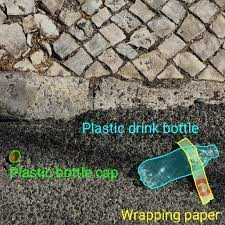 Plastic drink bottle
Plastic bottle cap
Wrapping paper